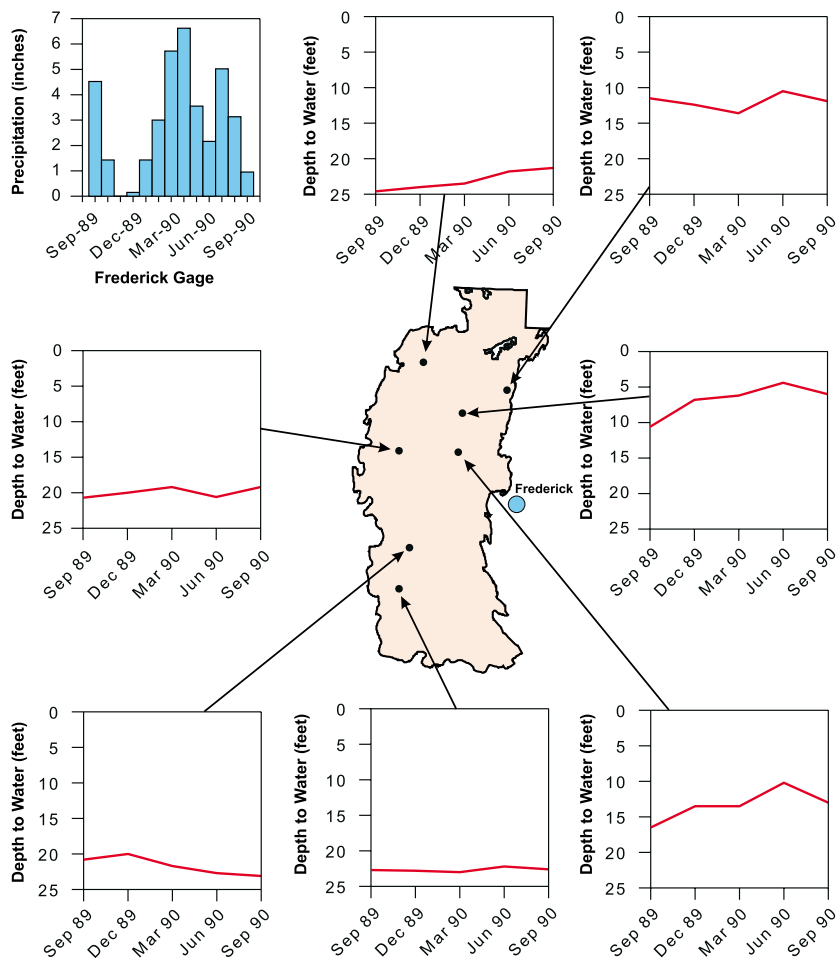 Precipitation (inches)
7
6
5
4
3
2
1
0
Sep-89
Dec-89
Mar-90
Jun-90
Sep-90
Frederick Gage
Depth to Water (feet)
0
5
10
15
20
25
Sep 89
Dec 89
Mar 90
Jun 90
Sep 90
Depth to Water (feet)
0
5
10
15
20
25
Sep 89
Dec 89
Mar 90
Jun 90
Sep 90
Depth to Water (feet)
0
5
10
15
20
25
Sep 89
Dec 89
Mar 90
Jun 90
Sep 90
Frederick
Depth to Water (feet)
0
5
10
15
20
25
Sep 89
Dec 89
Mar 90
Jun 90
Sep 90
Depth to Water (feet)
0
5
10
15
20
25
Sep 89
Dec 89
Mar 90
Jun 90
Sep 90
Depth to Water (feet)
0
5
10
15
20
25
Sep 89
Dec 89
Mar 90
Jun 90
Sep 90
Depth to Water (feet)
0
5
10
15
20
25
Sep 89
Dec 89
Mar 90
Jun 90
Sep 90